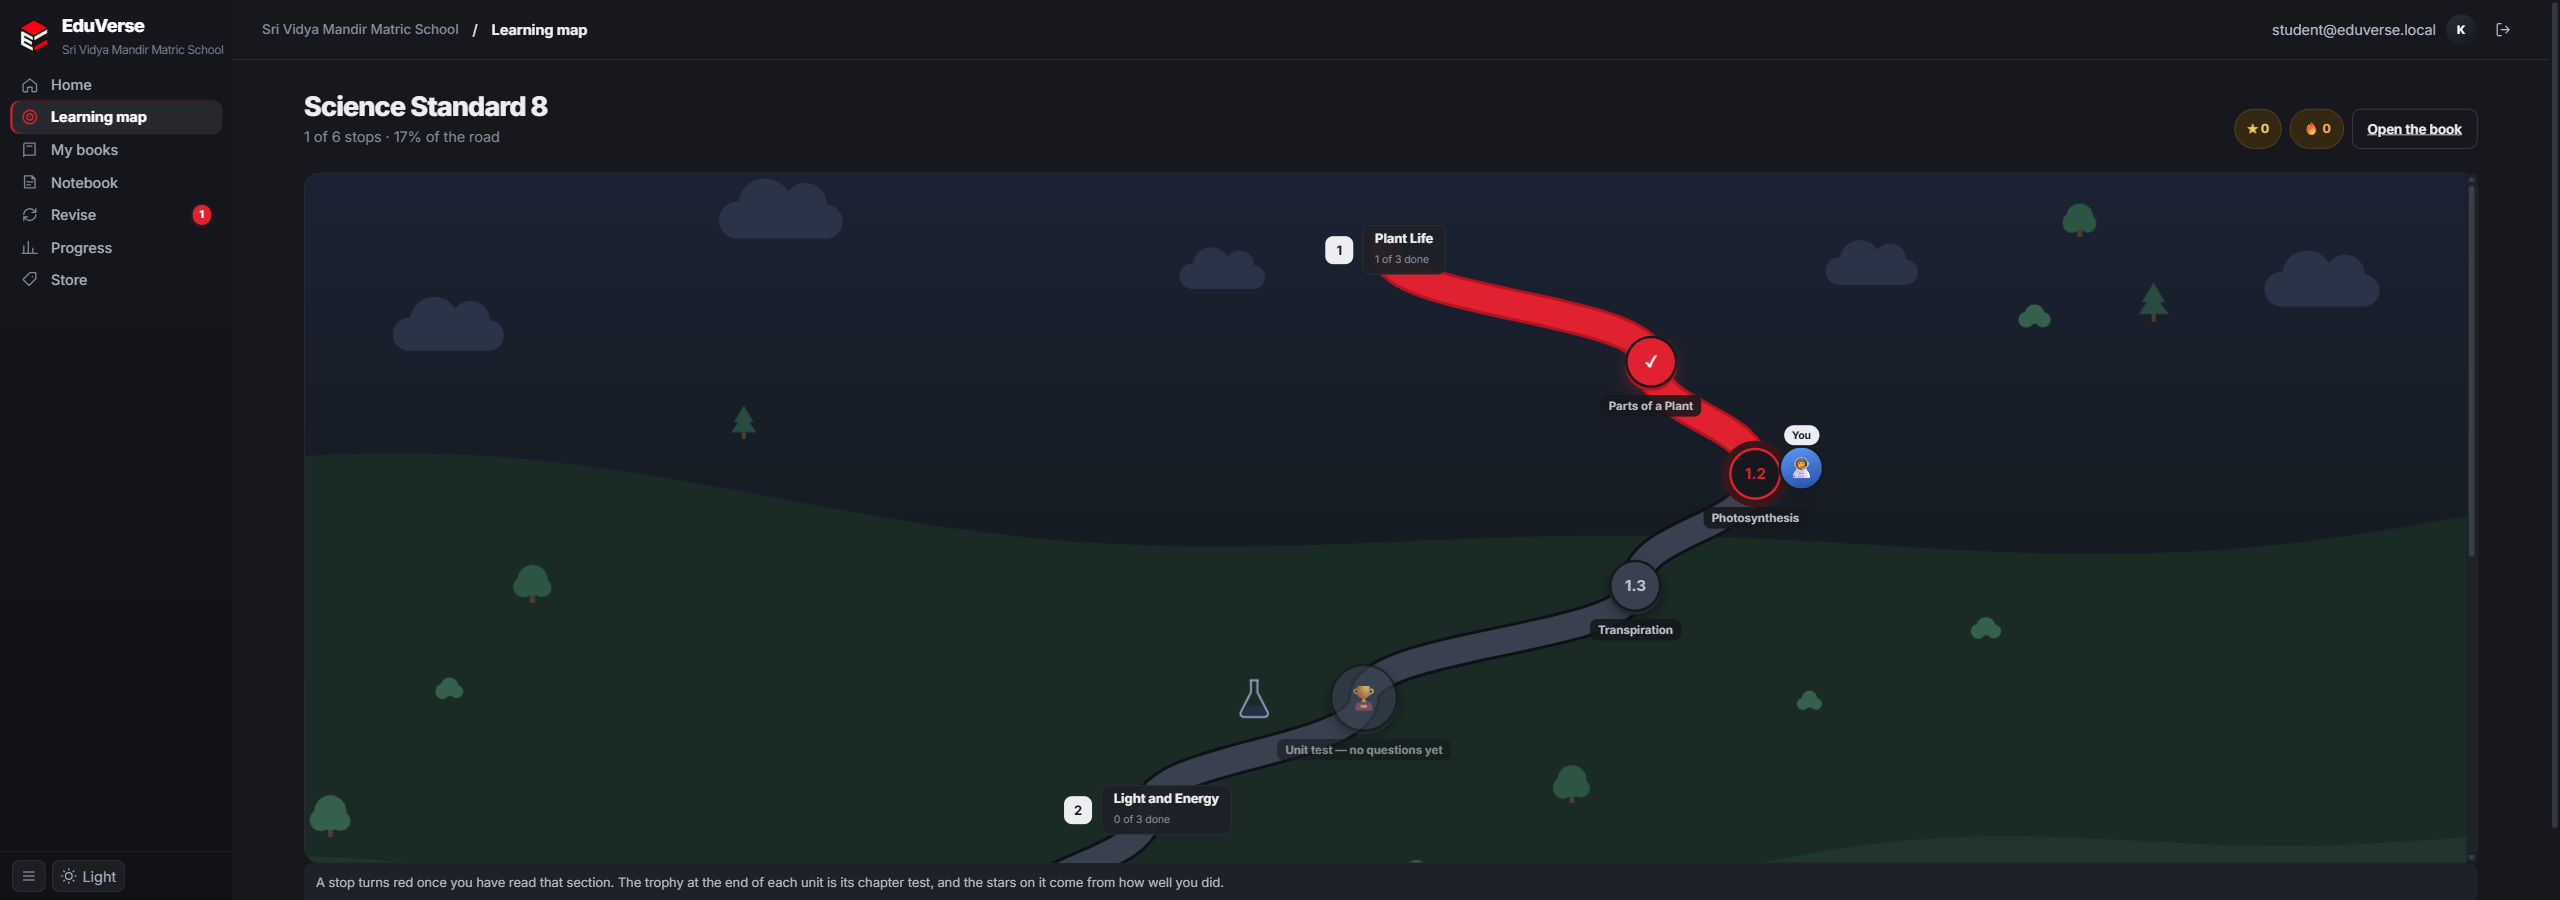 EduVerse
Sri Vidya Mandir Matric School
Home
Learning map
My books
Notebook
Revise
1
Progress
Store
Light
Sri Vidya Mandir Matric School / Learning map
student@eduverse.local
K
Science Standard 8
1 of 6 stops · 17% of the road
★ 0
0
Open the book
1
Plant Life
1 of 3 done
✓
Parts of a Plant
You
1.2
Photosynthesis
1.3
Transpiration
Unit test — no questions yet
2
Light and Energy
0 of 3 done
A stop turns red once you have read that section. The trophy at the end of each unit is its chapter test, and the stars on it come from how well you did.